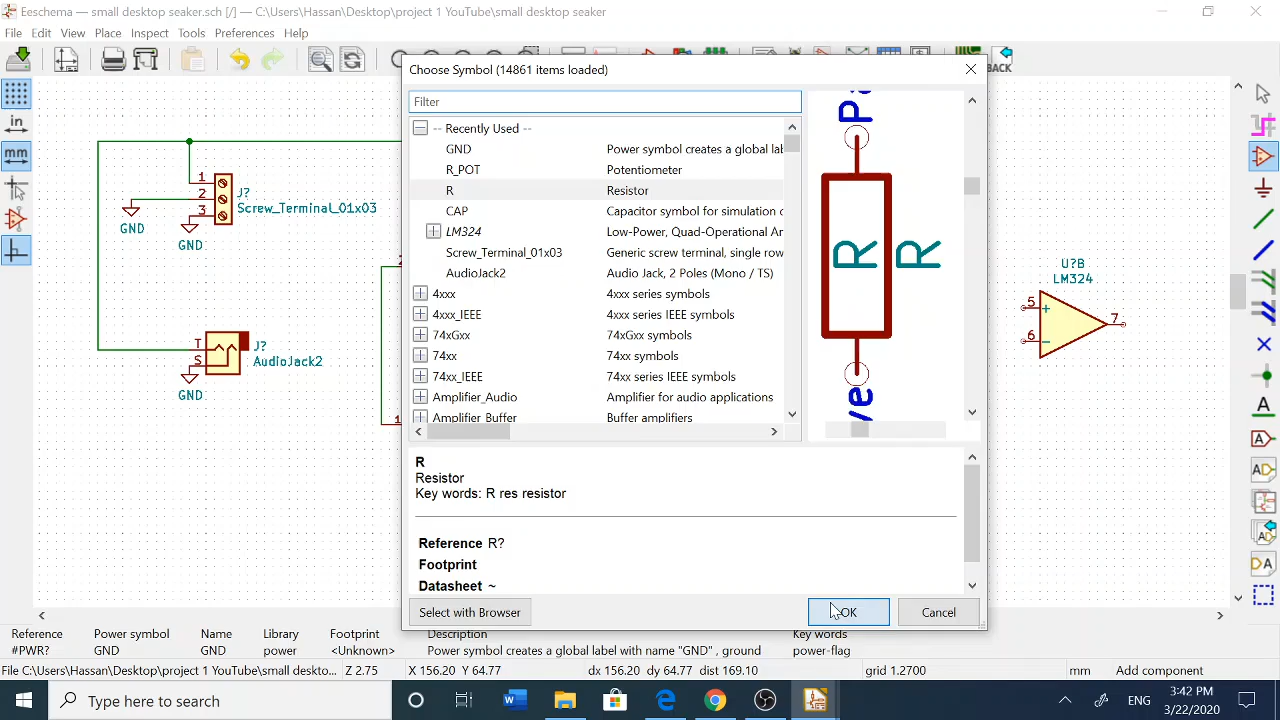 Eeschema — small desktop seaker.sch [/] — C:\Users\Hassan\Desktop\project 1 YouTube\small desktop seaker
File Edit View Place Inspect Tools Preferences Help
BACK
Choose Symbol (14861 items loaded)
Filter
-- Recently Used --
GND Power symbol creates a global lal
R_POT Potentiometer
R Resistor
CAP Capacitor symbol for simulation
LM324 Low-Power, Quad-Operational Ar
Screw_Terminal_01x03 Generic screw terminal, single row
AudioJack2 Audio Jack, 2 Poles (Mono / TS)
4xxx 4xxx series symbols
4xxx_IEEE 4xxx series IEEE symbols
74xGxx 74xGxx symbols
74xx 74xx symbols
74xx_IEEE 74xx series IEEE symbols
Amplifier_Audio Amplifier for audio applications
Amplifier_Buffer Buffer amplifiers
R R
1
2
3
J?
Screw_Terminal_01x03
GND
GND
T
S
J?
AudioJack2
GND
1
U?B
LM324
5 +
6 −
7
R
Resistor
Key words: R res resistor
Reference R?
Footprint
Datasheet ~
Select with Browser OK Cancel
in
mm
A
A
AD
AD
DA
Reference Power symbol Name Library Footprint Description Key words
#PWR? GND GND power <Unknown> Power symbol creates a global label with name "GND" , ground power-flag
File C:\Users\Hassan\Desktop\project 1 YouTube\small deskto... Z 2.75 X 156.20 Y 64.77 dx 156.20 dy 64.77 dist 169.10 grid 1.2700 mm Add component
Type here to search
ENG
3:42 PM
3/22/2020